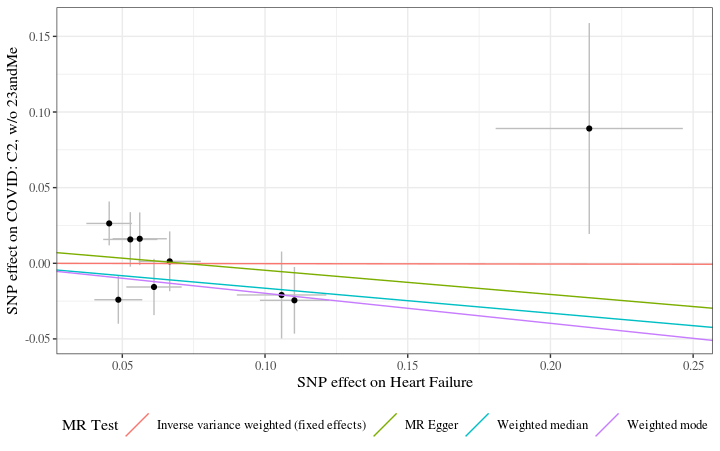 SNP effect on COVID: C2, w/o 23andMe
0.15
0.10
0.05
0.00
-0.05
0.05 0.10 0.15 0.20 0.25
SNP effect on Heart Failure
MR Test Inverse variance weighted (fixed effects) MR Egger Weighted median Weighted mode